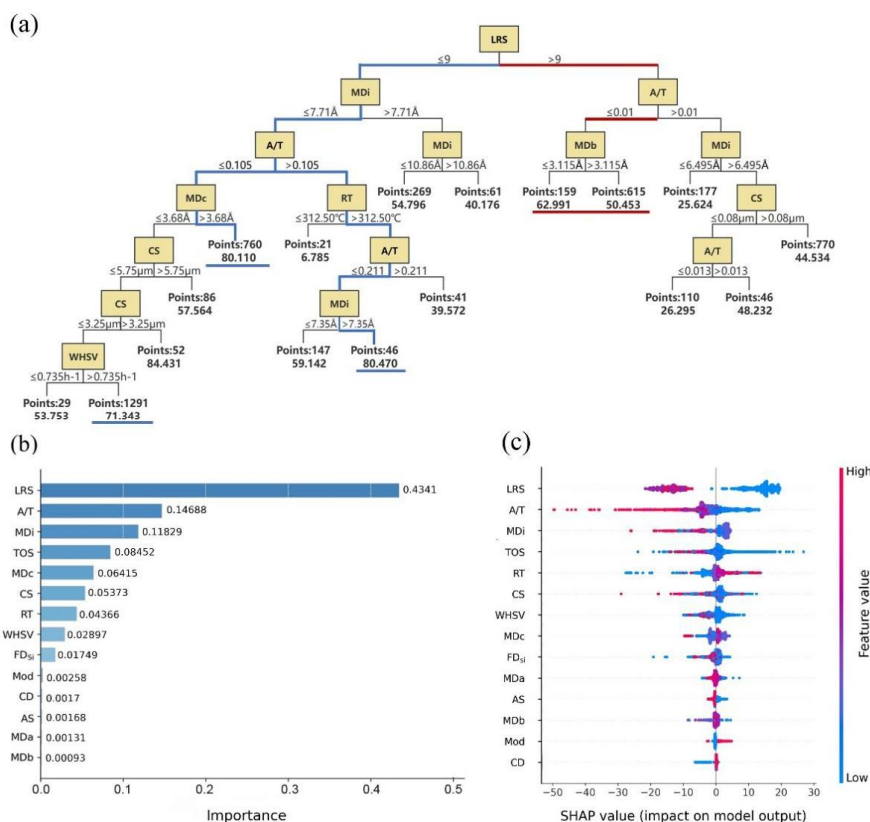 (a)
LRS
≤9 >9
MDi A/T
≤7.71Å >7.71Å ≤0.01 >0.01
A/T MDi MDb MDi
≤0.105 >0.105 ≤10.86Å >10.86Å ≤3.115Å >3.115Å ≤6.495Å >6.495Å
MDc RT Points:269 Points:61 Points:159 Points:615 Points:177 CS
54.796 40.176 62.991 50.453 25.624
≤3.68Å >3.68Å ≤312.50℃ >312.50℃ ≤0.08μm >0.08μm
CS Points:760 Points:21 A/T A/T Points:770
80.110 6.785 44.534
≤5.75μm >5.75μm ≤0.211 >0.211 ≤0.013 >0.013
CS Points:86 MDi Points:41 Points:110 Points:46
57.564 39.572 26.295 48.232
≤3.25μm >3.25μm ≤7.35Å >7.35Å
WHSV Points:52 Points:147 Points:46
84.431 59.142 80.470
≤0.735h-1 >0.735h-1
Points:29 Points:1291
53.753 71.343
(b)
LRS 0.4341
A/T 0.14688
MDi 0.11829
TOS 0.08452
MDc 0.06415
CS 0.05373
RT 0.04366
WHSV 0.02897
FDSi 0.01749
Mod 0.00258
CD 0.0017
AS 0.00168
MDa 0.00131
MDb 0.00093
0.0 0.1 0.2 0.3 0.4 0.5
Importance
(c)
High
LRS
A/T
MDi
TOS
RT
CS
WHSV
MDc
FDSi
MDa
AS
MDb
Mod
CD
Low
Feature value
−50 −40 −30 −20 −10 0 10 20 30
SHAP value (impact on model output)